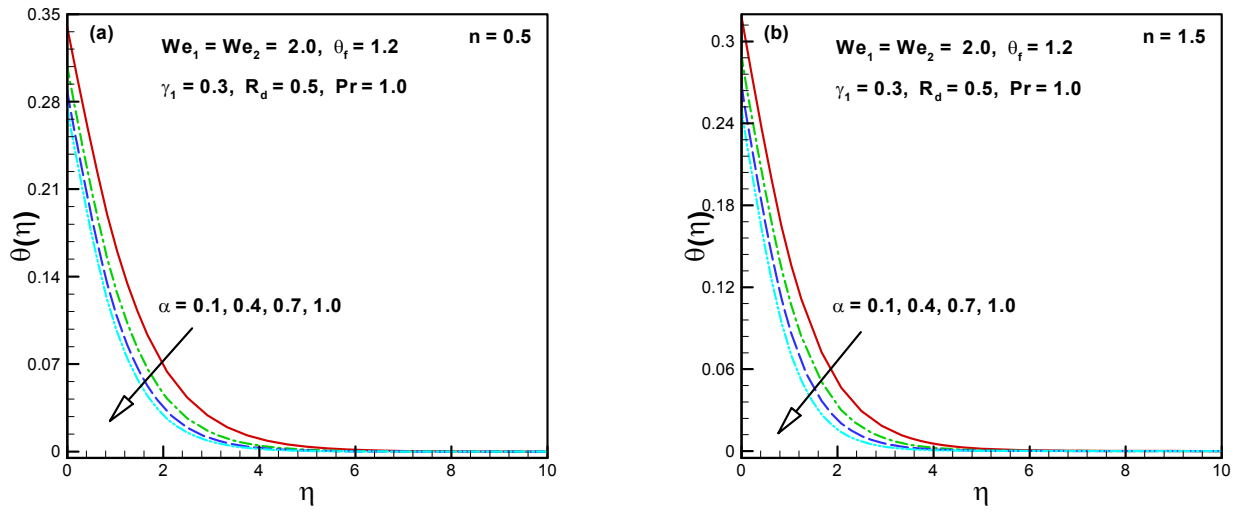 (a)
We₁ = We₂ = 2.0, θ_f = 1.2
n = 0.5
γ₁ = 0.3, R_d = 0.5, Pr = 1.0
α = 0.1, 0.4, 0.7, 1.0
θ(η)
0.35
0.28
0.21
0.14
0.07
0
0 2 4 6 8 10
η
(b)
We₁ = We₂ = 2.0, θ_f = 1.2
n = 1.5
γ₁ = 0.3, R_d = 0.5, Pr = 1.0
α = 0.1, 0.4, 0.7, 1.0
θ(η)
0.3
0.24
0.18
0.12
0.06
0
0 2 4 6 8 10
η